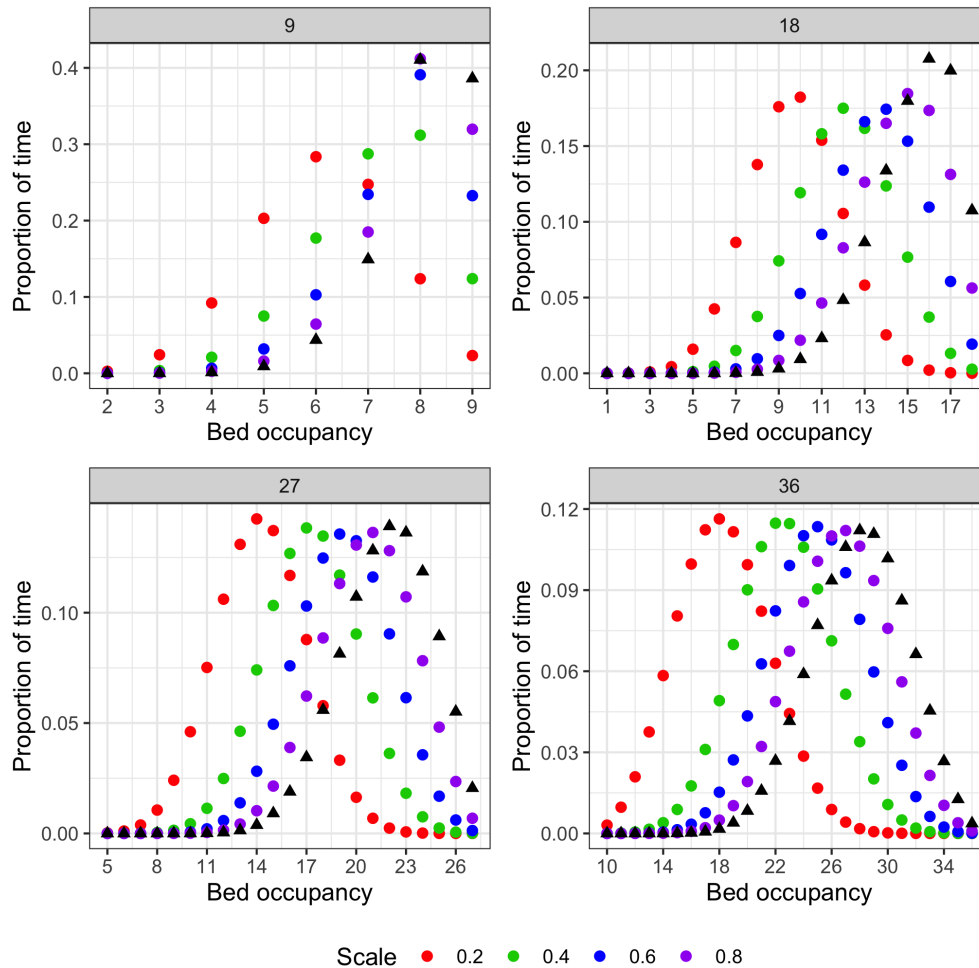 9
18
Proportion of time
0.4
0.3
0.2
0.1
0.0
2 3 4 5 6 7 8 9
Bed occupancy
Proportion of time
0.20
0.15
0.10
0.05
0.00
1 3 5 7 9 11 13 15 17
Bed occupancy
27
36
Proportion of time
0.10
0.05
0.00
5 8 11 14 17 20 23 26
Bed occupancy
Proportion of time
0.12
0.09
0.06
0.03
0.00
10 14 18 22 26 30 34
Bed occupancy
Scale 0.2 0.4 0.6 0.8